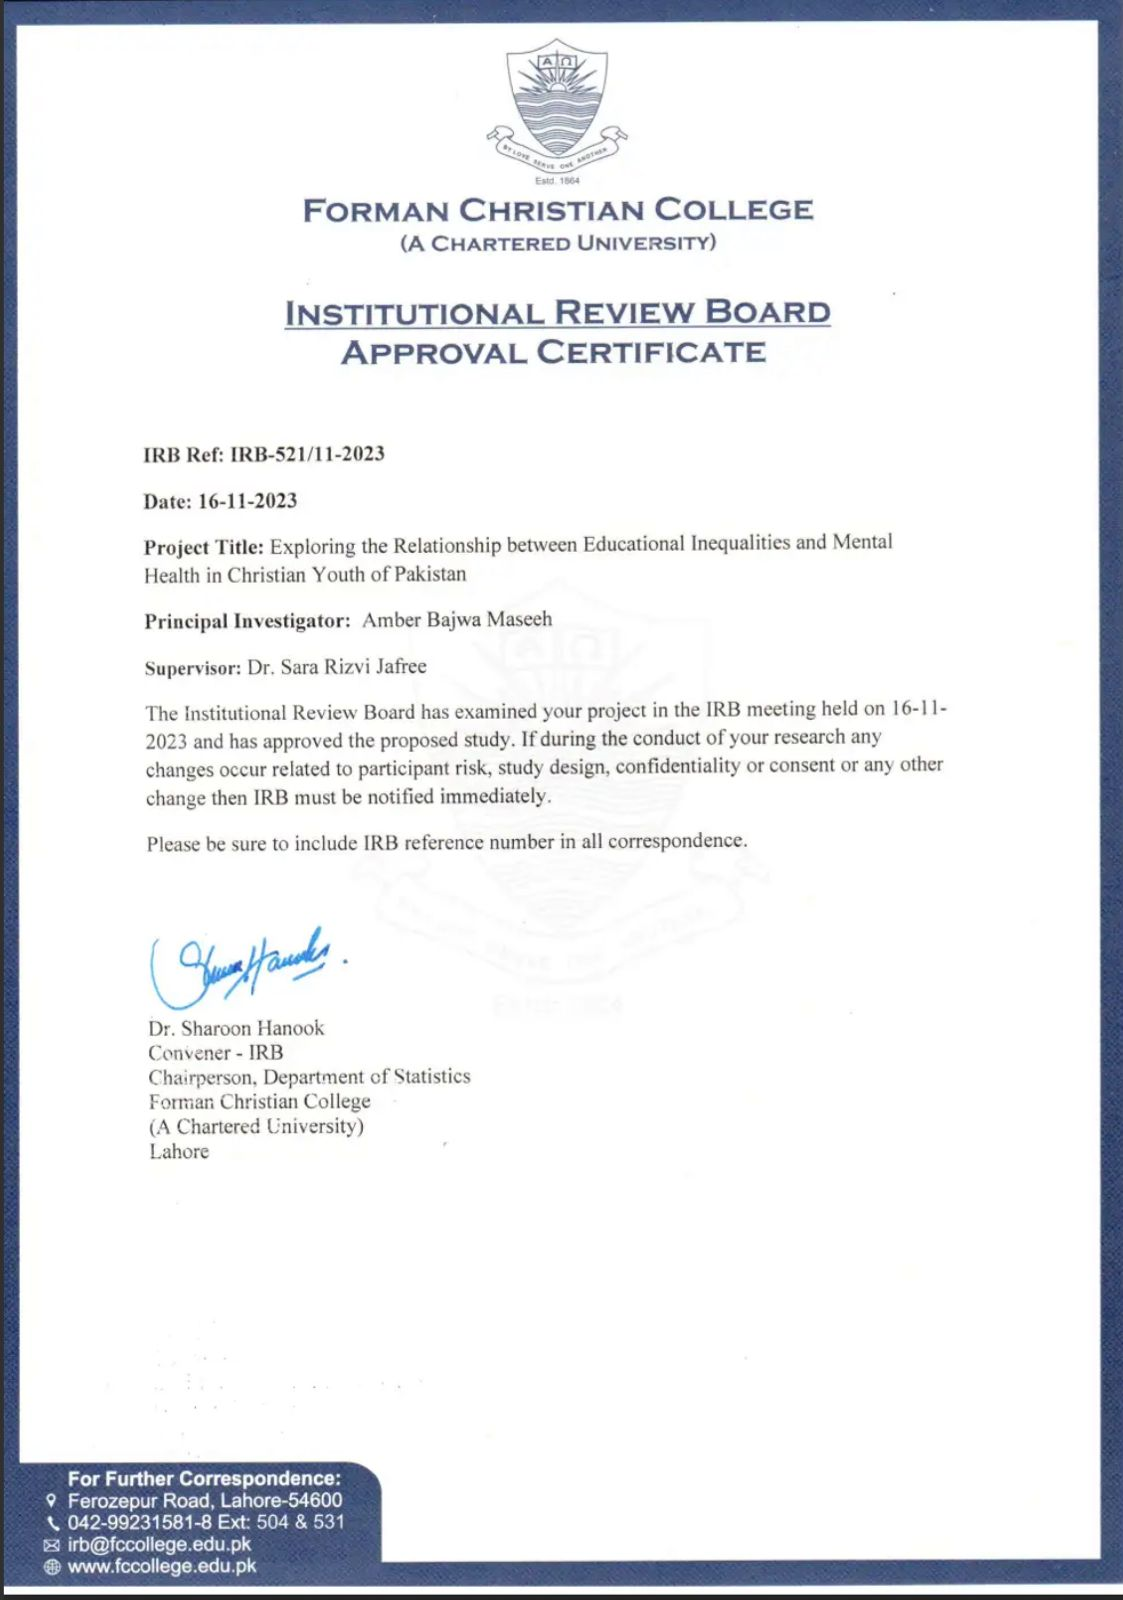 ΑΩ
BY LOVE SERVE ONE ANOTHER
Estd. 1864
FORMAN CHRISTIAN COLLEGE
(A CHARTERED UNIVERSITY)
INSTITUTIONAL REVIEW BOARD
APPROVAL CERTIFICATE
IRB Ref: IRB-521/11-2023
Date: 16-11-2023
Project Title: Exploring the Relationship between Educational Inequalities and Mental
Health in Christian Youth of Pakistan
Principal Investigator: Amber Bajwa Maseeh
Supervisor: Dr. Sara Rizvi Jafree
The Institutional Review Board has examined your project in the IRB meeting held on 16-11-
2023 and has approved the proposed study. If during the conduct of your research any
changes occur related to participant risk, study design, confidentiality or consent or any other
change then IRB must be notified immediately.
Please be sure to include IRB reference number in all correspondence.
Dr. Sharoon Hanook
Convener - IRB
Chairperson, Department of Statistics
Forman Christian College
(A Chartered University)
Lahore
For Further Correspondence:
Ferozepur Road, Lahore-54600
042-99231581-8 Ext: 504 & 531
irb@fccollege.edu.pk
www.fccollege.edu.pk